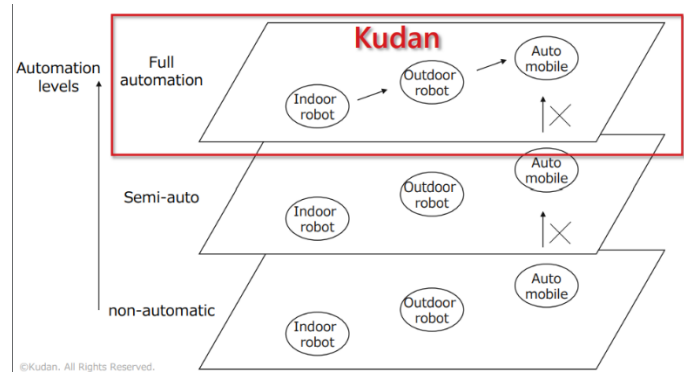 Kudan
Automation
levels
Full
automation
Indoor
robot
Outdoor
robot
Auto
mobile
Semi-auto
Indoor
robot
Outdoor
robot
Auto
mobile
non-automatic
Indoor
robot
Outdoor
robot
Auto
mobile
©Kudan. All Rights Reserved.